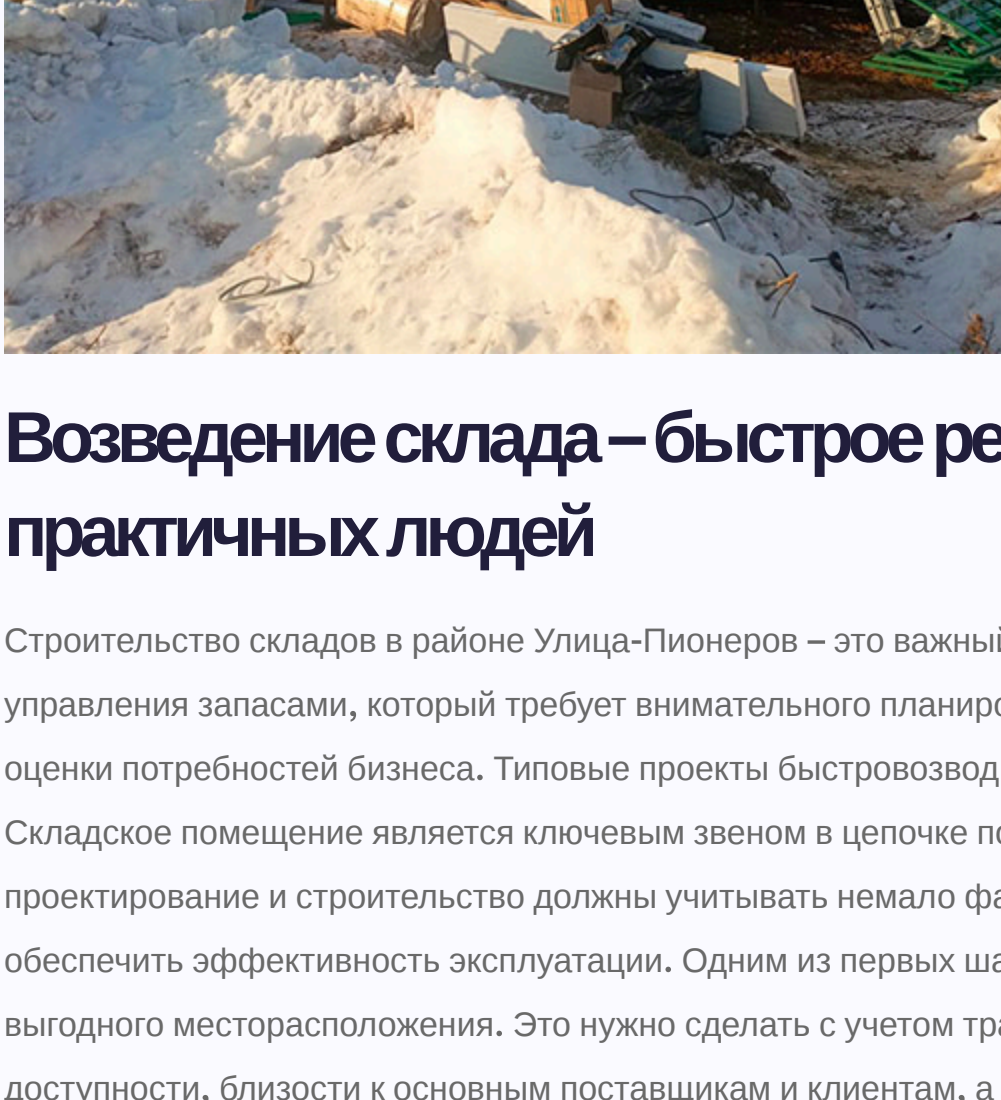 Возведение склада – быстрое ре
практичных людей
Строительство складов в районе Улица-Пионеров – это важный
управления запасами, который требует внимательного планиро
оценки потребностей бизнеса. Типовые проекты быстровозвод
Складское помещение является ключевым звеном в цепочке по
проектирование и строительство должны учитывать немало фа
обеспечить эффективность эксплуатации. Одним из первых ша
выгодного месторасположения. Это нужно сделать с учетом тра
доступности, близости к основным поставщикам и клиентам, а